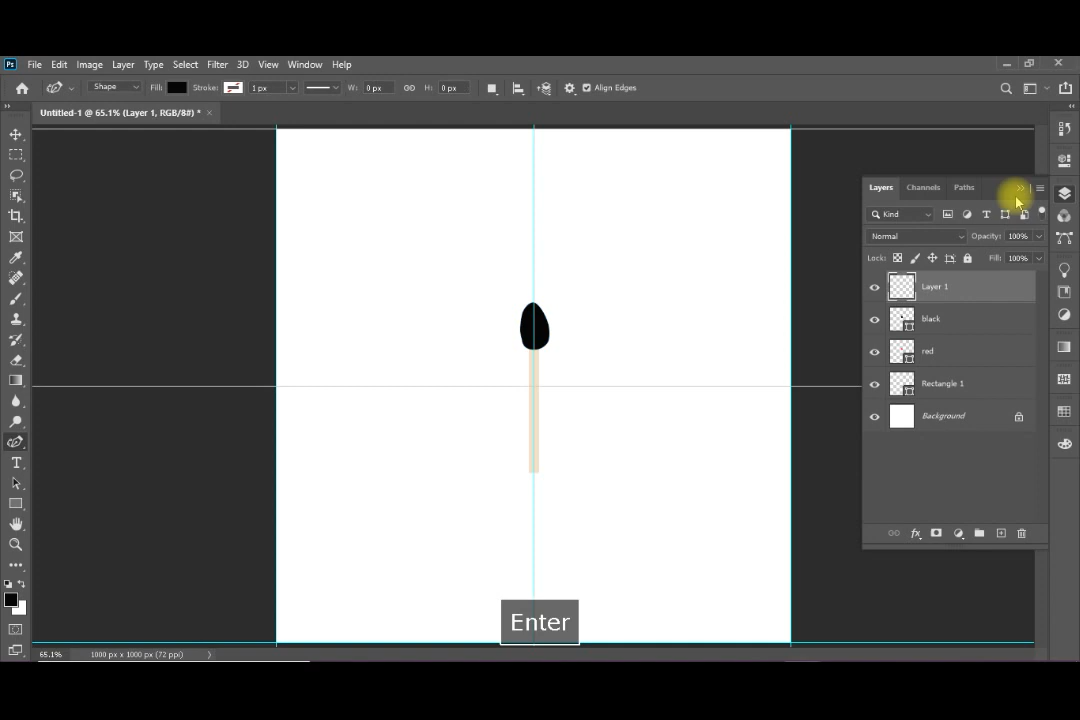 Ps File Edit Image Layer Type Select Filter 3D View Window Help
Shape Fill: Stroke: 1 px W: 0 px H: 0 px Align Edges
Untitled-1 @ 65.1% (Layer 1, RGB/8#) * ×
Layers Channels Paths
Kind
Normal Opacity: 100%
Lock: Fill: 100%
Layer 1
black
red
Rectangle 1
Background
fx
Enter
65.1% 1000 px x 1000 px (72 ppi)